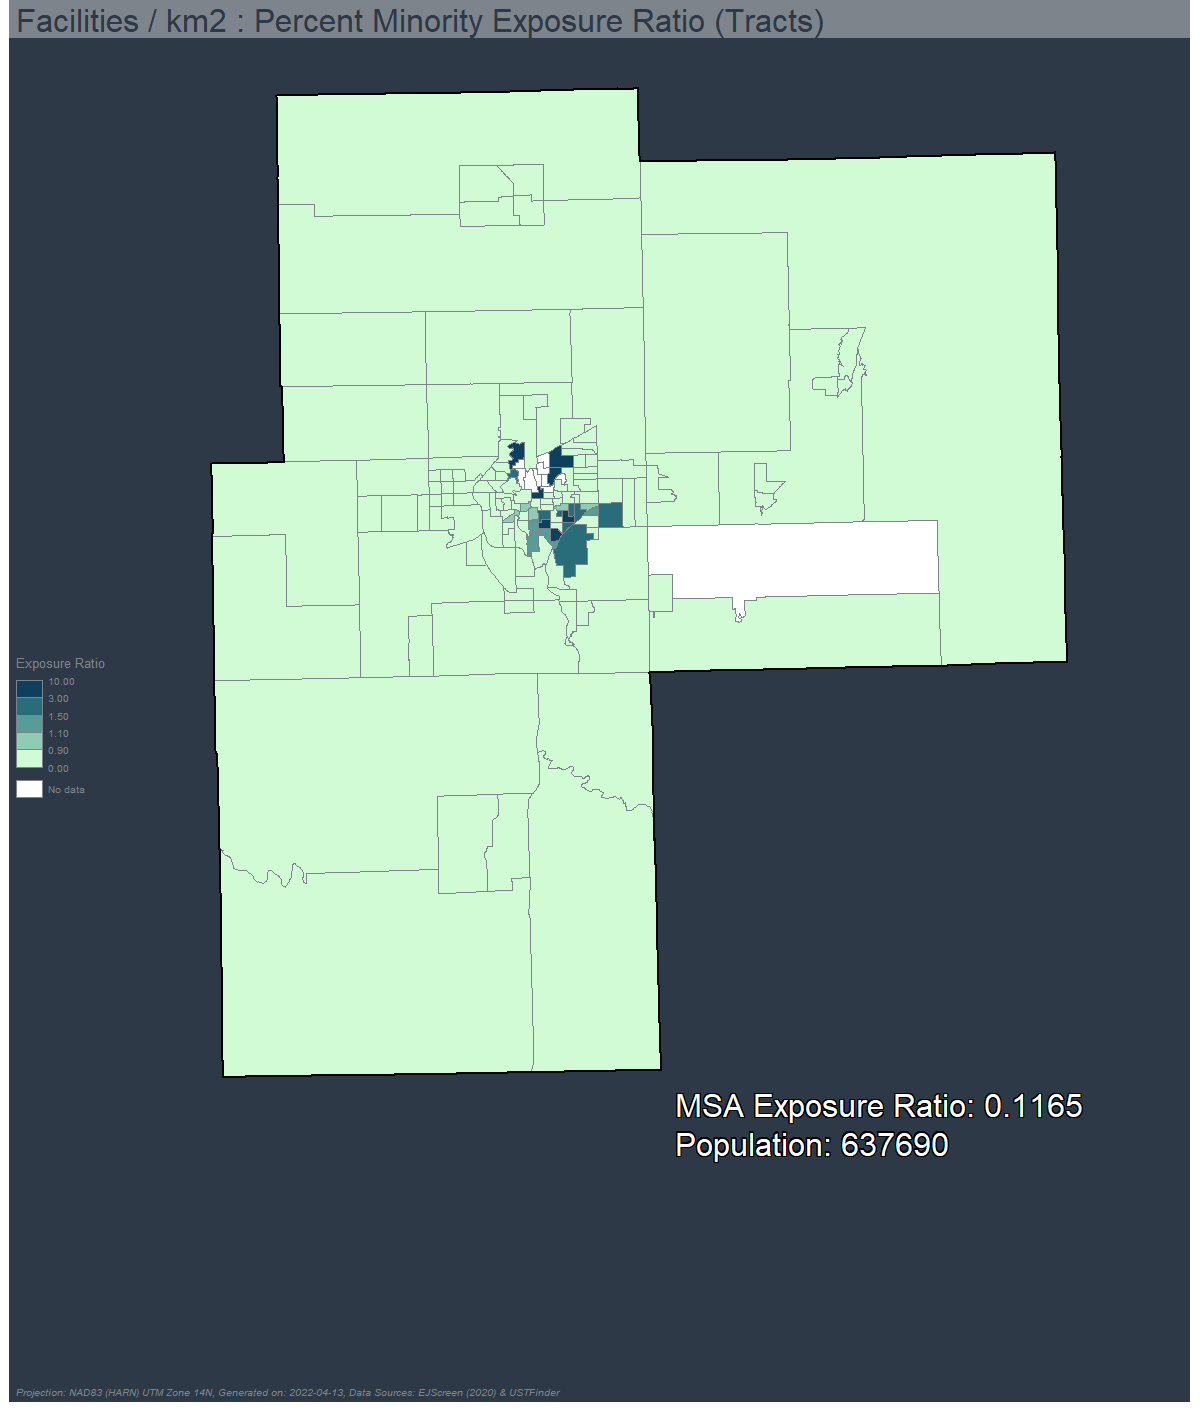 Facilities / km2 : Percent Minority Exposure Ratio (Tracts)
Exposure Ratio
10.00
3.00
1.50
1.10
0.90
0.00
No data
MSA Exposure Ratio: 0.1165
Population: 637690
Projection: NAD83 (HARN) UTM Zone 14N, Generated on: 2022-04-13, Data Sources: EJScreen (2020) & USTFinder